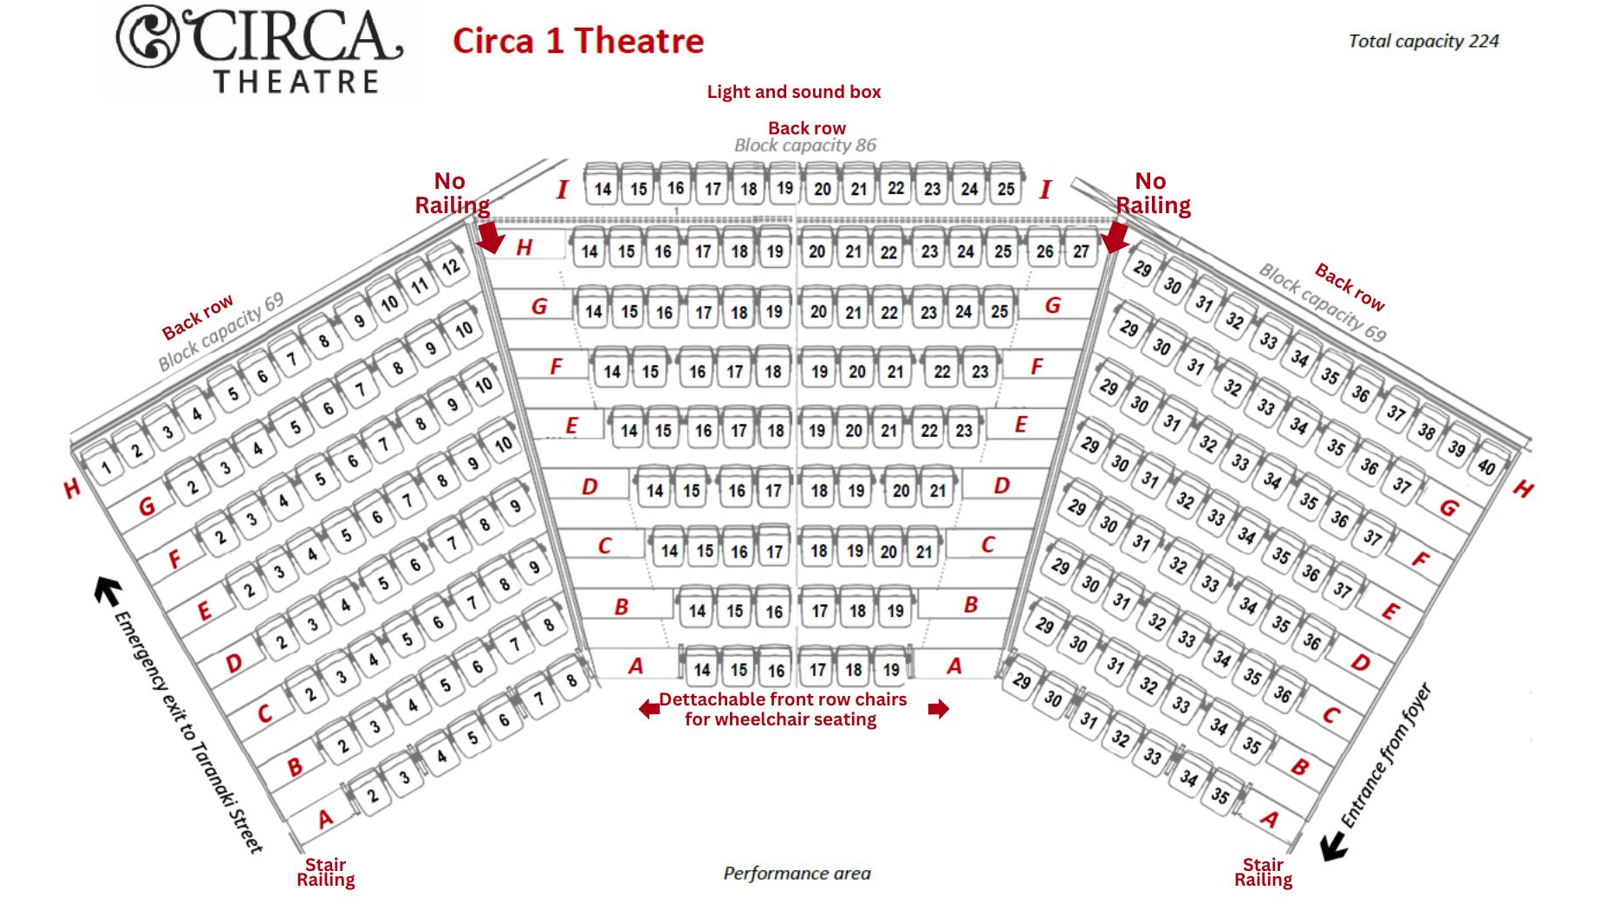 CIRCA
THEATRE
Circa 1 Theatre
Total capacity 224
Light and sound box
Back row
Block capacity 86
No
Railing
I 14 15 16 17 18 19 20 21 22 23 24 25 I
No
Railing
H 14 15 16 17 18 19 20 21 22 23 24 25 26 27
G 14 15 16 17 18 19 20 21 22 23 24 25 G
F 14 15 16 17 18 19 20 21 22 23 F
E 14 15 16 17 18 19 20 21 22 23 E
D 14 15 16 17 18 19 20 21 D
C 14 15 16 17 18 19 20 21 C
B 14 15 16 17 18 19 B
A 14 15 16 17 18 19 A
Dettachable front row chairs
for wheelchair seating
Back row
Block capacity 69
H 1 2 3 4 5 6 7 8 9 10 11 12
G 2 3 4 5 6 7 8 9 10
F 2 3 4 5 6 7 8 9 10
E 2 3 4 5 6 7 8 9 10
D 2 3 4 5 6 7 8 9
C 2 3 4 5 6 7 8 9
B 2 3 4 5 6 7 8
A 2 3 4 5 6 7 8
Emergency exit to Taranaki Street
Stair
Railing
Back row
Block capacity 69
29 30 31 32 33 34 35 36 37 38 39 40 H
29 30 31 32 33 34 35 36 37 G
29 30 31 32 33 34 35 36 37 F
29 30 31 32 33 34 35 36 37 E
29 30 31 32 33 34 35 36 D
29 30 31 32 33 34 35 36 C
29 30 31 32 33 34 35 B
29 30 31 32 33 34 35 A
Entrance from foyer
Stair
Railing
Performance area